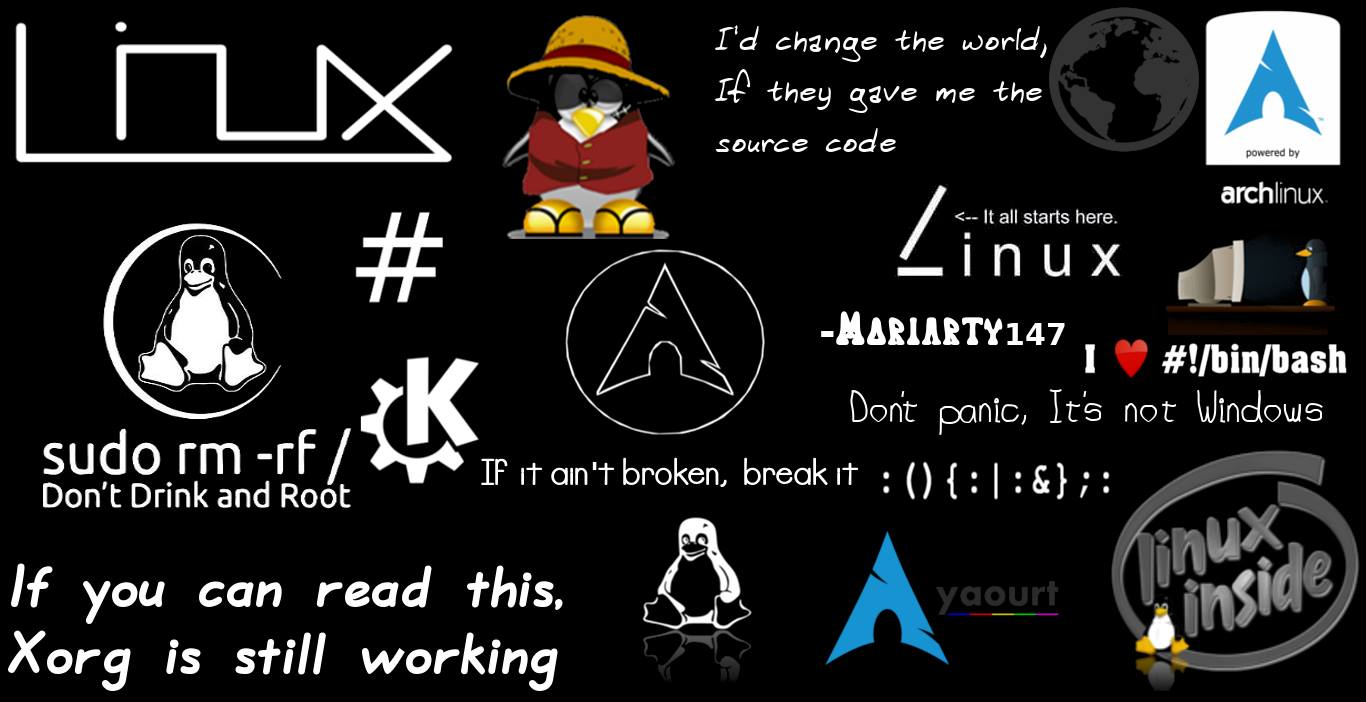 Linux
I'd change the world,
If they gave me the
source code
powered by
archlinux
#
<-- It all starts here.
Linux
-MORIARTY147
I ❤ #!/bin/bash
K
Don't panic, It's not Windows
sudo rm -rf /
Don't Drink and Root
If it ain't broken, break it
:(){:|:&};:
linux
inside
yaourt
If you can read this,
Xorg is still working